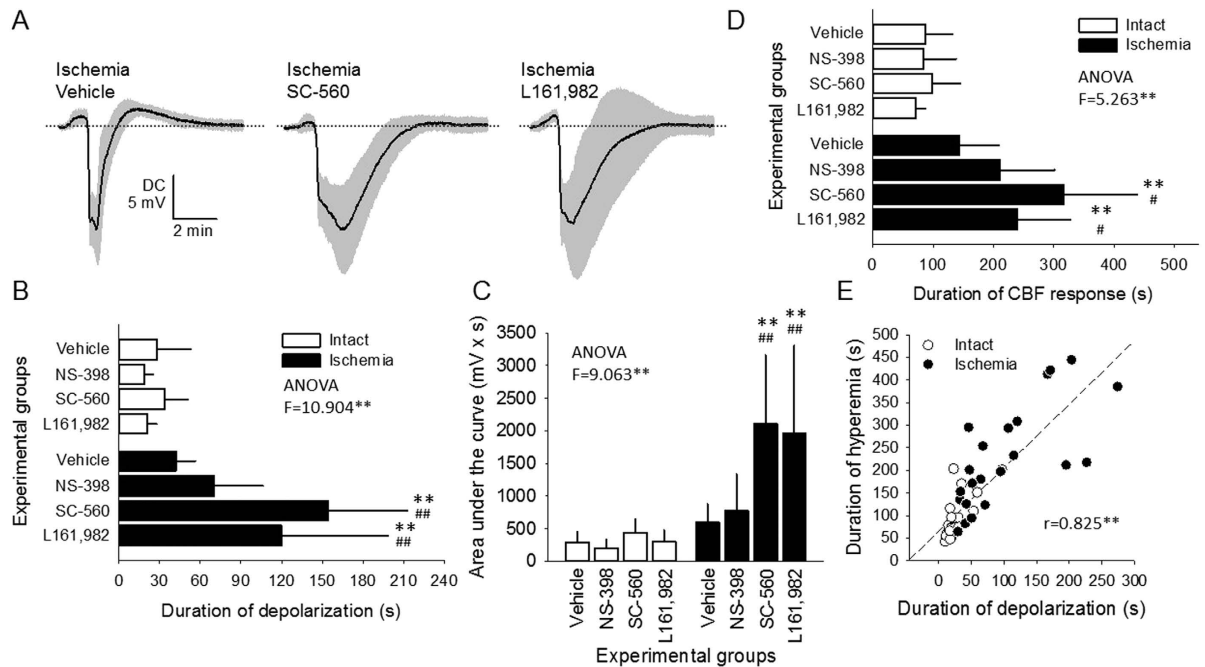 A
Ischemia
Vehicle
Ischemia
SC-560
Ischemia
L161,982
DC
5 mV
2 min
B
Experimental groups
Vehicle
NS-398
SC-560
L161,982
Vehicle
NS-398
SC-560
L161,982
Intact
Ischemia
ANOVA
F=10.904**
**
##
**
##
0 30 60 90 120 150 180 210 240
Duration of depolarization (s)
C
Area under the curve (mV x s)
3500
3000
2500
2000
1500
1000
500
0
ANOVA
F=9.063**
**
##
**
##
Vehicle
NS-398
SC-560
L161,982
Vehicle
NS-398
SC-560
L161,982
Experimental groups
D
Experimental groups
Vehicle
NS-398
SC-560
L161,982
Vehicle
NS-398
SC-560
L161,982
Intact
Ischemia
ANOVA
F=5.263**
**
#
**
#
0 100 200 300 400 500
Duration of CBF response (s)
E
Duration of hyperemia (s)
500
450
400
350
300
250
200
150
100
50
0
Intact
Ischemia
r=0.825**
0 50 100 150 200 250 300
Duration of depolarization (s)